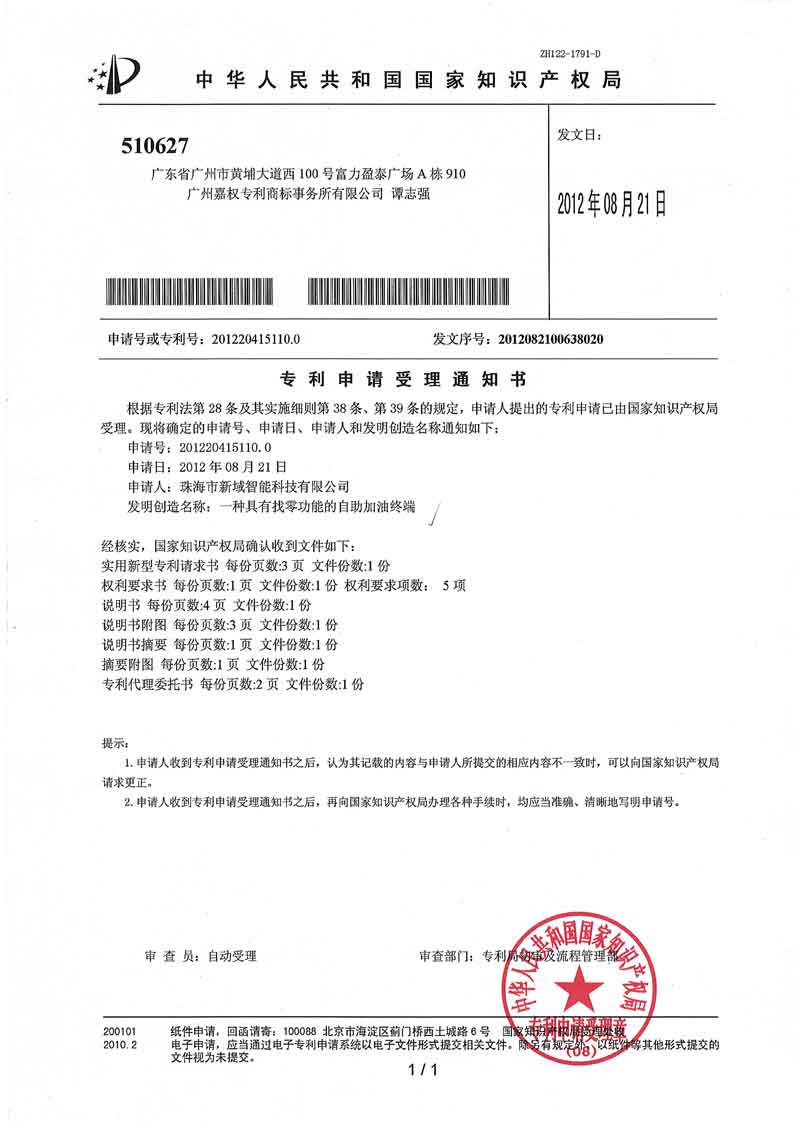 ZH122-1791-D
中华人民共和国国家知识产权局
510627
广东省广州市黄埔大道西 100 号富力盈泰广场 A 栋 910
广州嘉权专利商标事务所有限公司 谭志强
发文日：
2012年08月21日
申请号或专利号：201220415110.0
发文序号：2012082100638020
专利申请受理通知书
根据专利法第 28 条及其实施细则第 38 条、第 39 条的规定，申请人提出的专利申请已由国家知识产权局
受理。现将确定的申请号、申请日、申请人和发明创造名称通知如下：
申请号：201220415110.0
申请日：2012 年 08 月 21 日
申请人：珠海市新域智能科技有限公司
发明创造名称：一种具有找零功能的自助加油终端
经核实，国家知识产权局确认收到文件如下：
实用新型专利请求书 每份页数:3 页 文件份数:1 份
权利要求书 每份页数:1 页 文件份数:1 份 权利要求项数： 5 项
说明书 每份页数:4 页 文件份数:1 份
说明书附图 每份页数:3 页 文件份数:1 份
说明书摘要 每份页数:1 页 文件份数:1 份
摘要附图 每份页数:1 页 文件份数:1 份
专利代理委托书 每份页数:2 页 文件份数:1 份
提示：
1. 申请人收到专利申请受理通知书之后，认为其记载的内容与申请人所提交的相应内容不一致时，可以向国家知识产权局
请求更正。
2. 申请人收到专利申请受理通知书之后，再向国家知识产权局办理各种手续时，均应当准确、清晰地写明申请号。
审 查 员：自动受理
审查部门：专利局初审及流程管理部
中华人民共和国国家知识产权局
专利申请受理章
(08)
200101
2010.2
纸件申请，回函请寄：100088 北京市海淀区蓟门桥西土城路 6 号 国家知识产权局受理处收
电子申请，应当通过电子专利申请系统以电子文件形式提交相关文件。除另有规定外，以纸件等其他形式提交的
文件视为未提交。
1 / 1